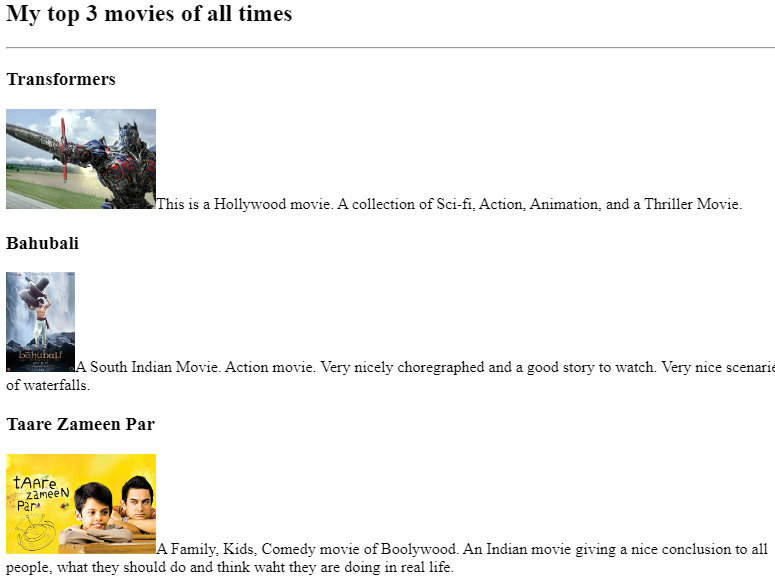 My top 3 movies of all times
Transformers
This is a Hollywood movie. A collection of Sci-fi, Action, Animation, and a Thriller Movie.
Bahubali
bahubali
A South Indian Movie. Action movie. Very nicely choregraphed and a good story to watch. Very nice scenarie
of waterfalls.
Taare Zameen Par
tAAre
zameeN
Par
A Family, Kids, Comedy movie of Boolywood. An Indian movie giving a nice conclusion to all
people, what they should do and think waht they are doing in real life.